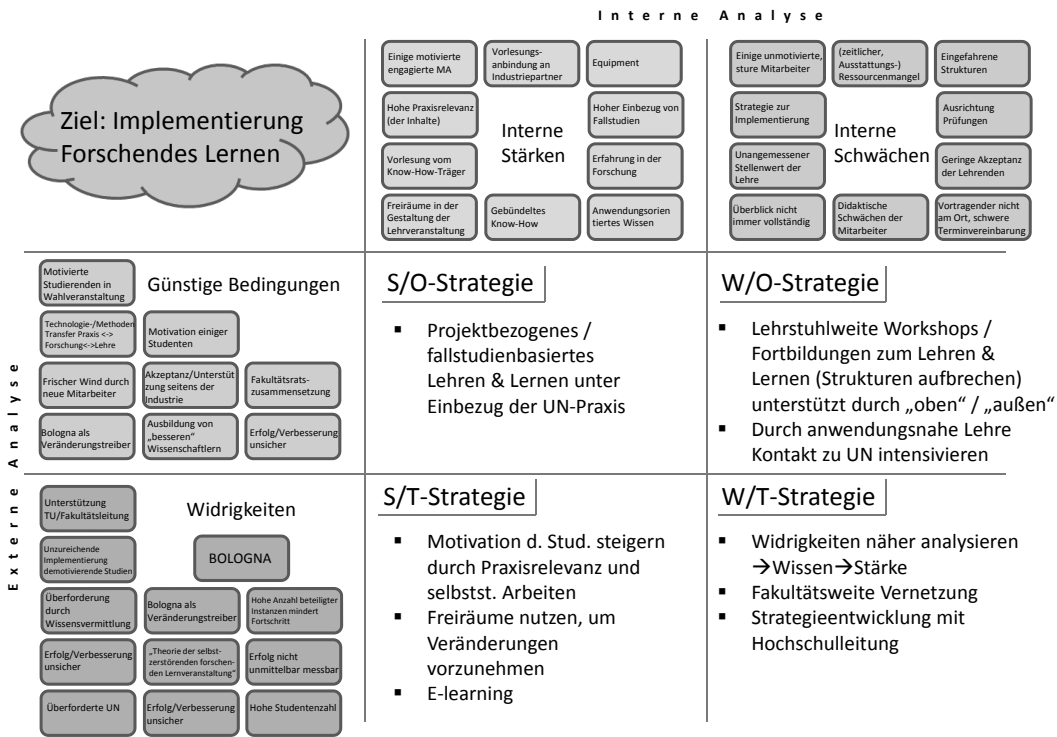 Interne Analyse
Ziel: Implementierung
Forschendes Lernen
Einige motivierte
engagierte MA
Vorlesungs-
anbindung an
Industriepartner
Equipment
Hohe Praxisrelevanz
(der Inhalte)
Hoher Einbezug von
Fallstudien
Interne
Stärken
Vorlesung vom
Know-How-Träger
Erfahrung in der
Forschung
Freiräume in der
Gestaltung der
Lehrveranstaltung
Gebündeltes
Know-How
Anwendungsorien
tiertes Wissen
Einige unmotivierte,
sture Mitarbeiter
(zeitlicher,
Ausstattungs-)
Ressourcenmangel
Eingefahrene
Strukturen
Strategie zur
Implementierung
Ausrichtung
Prüfungen
Interne
Schwächen
Unangemessener
Stellenwert der
Lehre
Geringe Akzeptanz
der Lehrenden
Überblick nicht
immer vollständig
Didaktische
Schwächen der
Mitarbeiter
Vortragender nicht
am Ort, schwere
Terminvereinbarung
Externe Analyse
Motivierte
Studierenden in
Wahlveranstaltung
Günstige Bedingungen
Technologie-/Methoden
Transfer Praxis <->
Forschung<->Lehre
Motivation einiger
Studenten
Frischer Wind durch
neue Mitarbeiter
Akzeptanz/Unterstüt
zung seitens der
Industrie
Fakultätsrats-
zusammensetzung
Bologna als
Veränderungstreiber
Ausbildung von
„besseren“
Wissenschaftlern
Erfolg/Verbesserung
unsicher
S/O-Strategie
▪ Projektbezogenes /
fallstudienbasiertes
Lehren & Lernen unter
Einbezug der UN-Praxis
W/O-Strategie
▪ Lehrstuhlweite Workshops /
Fortbildungen zum Lehren &
Lernen (Strukturen aufbrechen)
unterstützt durch „oben“ / „außen“
▪ Durch anwendungsnahe Lehre
Kontakt zu UN intensivieren
Unterstützung
TU/Fakultätsleitung
Widrigkeiten
Unzureichende
Implementierung
demotivierende Studien
BOLOGNA
Überforderung
durch
Wissensvermittlung
Bologna als
Veränderungstreiber
Hohe Anzahl beteiligter
Instanzen mindert
Fortschritt
Erfolg/Verbesserung
unsicher
„Theorie der selbst-
zerstörenden forschen-
den Lernveranstaltung“
Erfolg nicht
unmittelbar messbar
Überforderte UN
Erfolg/Verbesserung
unsicher
Hohe Studentenzahl
S/T-Strategie
▪ Motivation d. Stud. steigern
durch Praxisrelevanz und
selbstst. Arbeiten
▪ Freiräume nutzen, um
Veränderungen
vorzunehmen
▪ E-learning
W/T-Strategie
▪ Widrigkeiten näher analysieren
→Wissen→Stärke
▪ Fakultätsweite Vernetzung
▪ Strategieentwicklung mit
Hochschulleitung